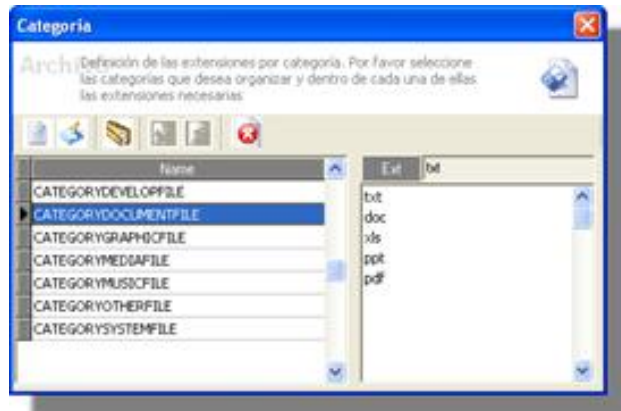 Categoria
Definición de las extensiones por categoria. Por favor seleccione
las categorias que desea organizar y dentro de cada una de ellas
las extensiones necesarias
Name
CATEGORYDEVELOPFILE
CATEGORYDOCUMENTFILE
CATEGORYGRAPHICFILE
CATEGORYMEDIAFILE
CATEGORYMUSICFILE
CATEGORYOTHERFILE
CATEGORYSYSTEMFILE
Ext txt
txt
doc
xls
ppt
pdf